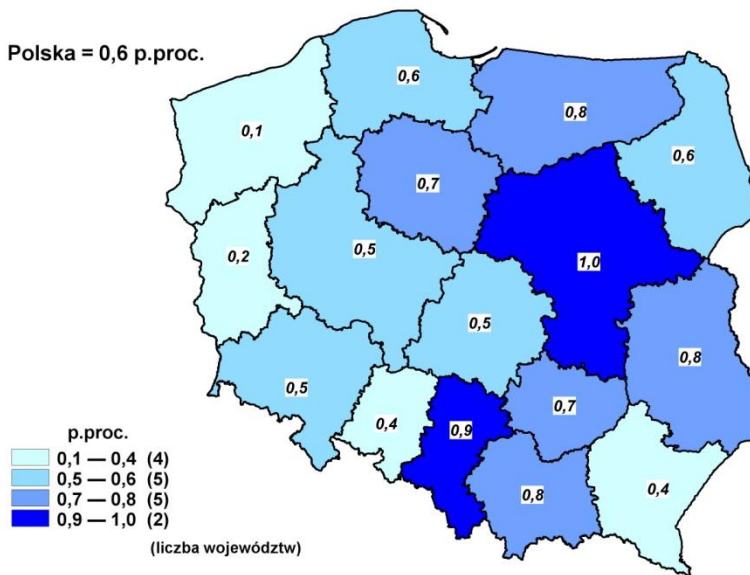 Polska = 0,6 p.proc.
0,6
0,8
0,1
0,6
0,7
0,2
0,5
1,0
0,5
0,8
0,5
0,7
0,4
0,9
0,8
0,4
p.proc.
0,1 — 0,4 (4)
0,5 — 0,6 (5)
0,7 — 0,8 (5)
0,9 — 1,0 (2)
(liczba województw)